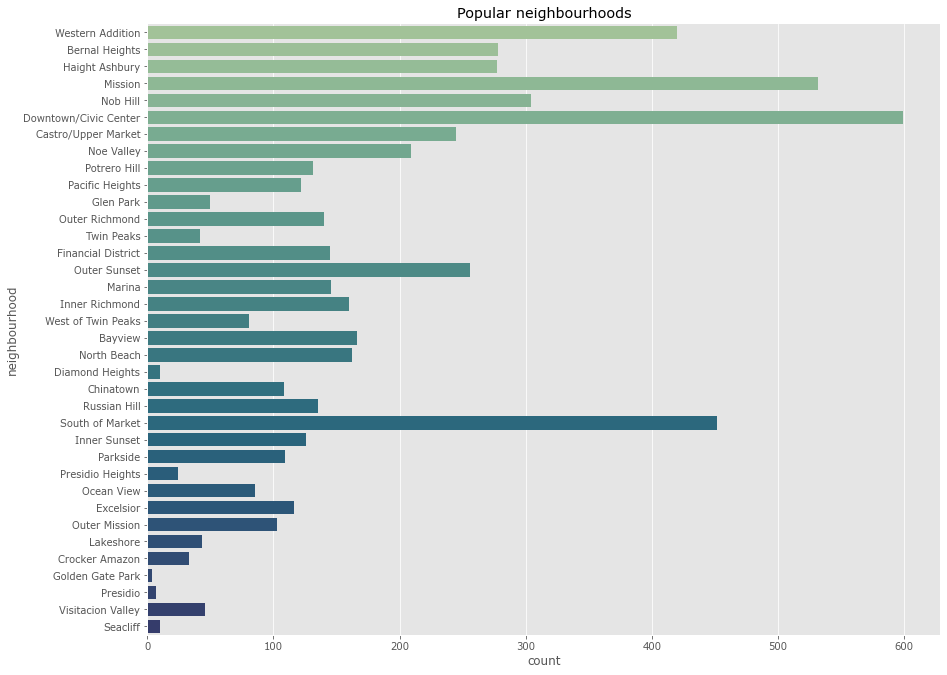 Popular neighbourhoods
neighbourhood
Western Addition
Bernal Heights
Haight Ashbury
Mission
Nob Hill
Downtown/Civic Center
Castro/Upper Market
Noe Valley
Potrero Hill
Pacific Heights
Glen Park
Outer Richmond
Twin Peaks
Financial District
Outer Sunset
Marina
Inner Richmond
West of Twin Peaks
Bayview
North Beach
Diamond Heights
Chinatown
Russian Hill
South of Market
Inner Sunset
Parkside
Presidio Heights
Ocean View
Excelsior
Outer Mission
Lakeshore
Crocker Amazon
Golden Gate Park
Presidio
Visitacion Valley
Seacliff
0 100 200 300 400 500 600
count